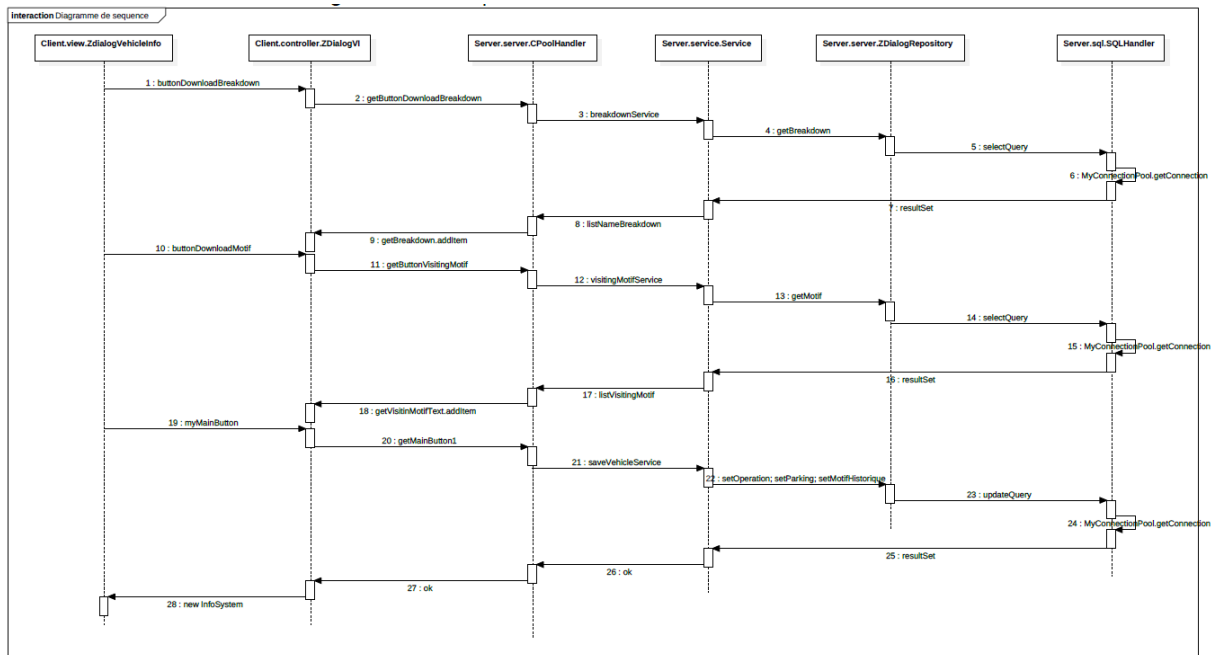 interaction Diagramme de sequence
Client.view.ZdialogVehicleInfo
Client.controller.ZDialogVI
Server.server.CPoolHandler
Server.service.Service
Server.server.ZDialogRepository
Server.sql.SQLHandler
1 : buttonDownloadBreakdown
2 : getButtonDownloadBreakdown
3 : breakdownService
4 : getBreakdown
5 : selectQuery
6 : MyConnectionPool.getConnection
7 : resultSet
8 : listNameBreakdown
9 : getBreakdown.addItem
10 : buttonDownloadMotif
11 : getButtonVisitingMotif
12 : visitingMotifService
13 : getMotif
14 : selectQuery
15 : MyConnectionPool.getConnection
16 : resultSet
17 : listVisitingMotif
18 : getVisitinMotifText.addItem
19 : myMainButton
20 : getMainButton1
21 : saveVehicleService
22 : setOperation; setParking; setMotifHistorique
23 : updateQuery
24 : MyConnectionPool.getConnection
25 : resultSet
26 : ok
27 : ok
28 : new InfoSystem